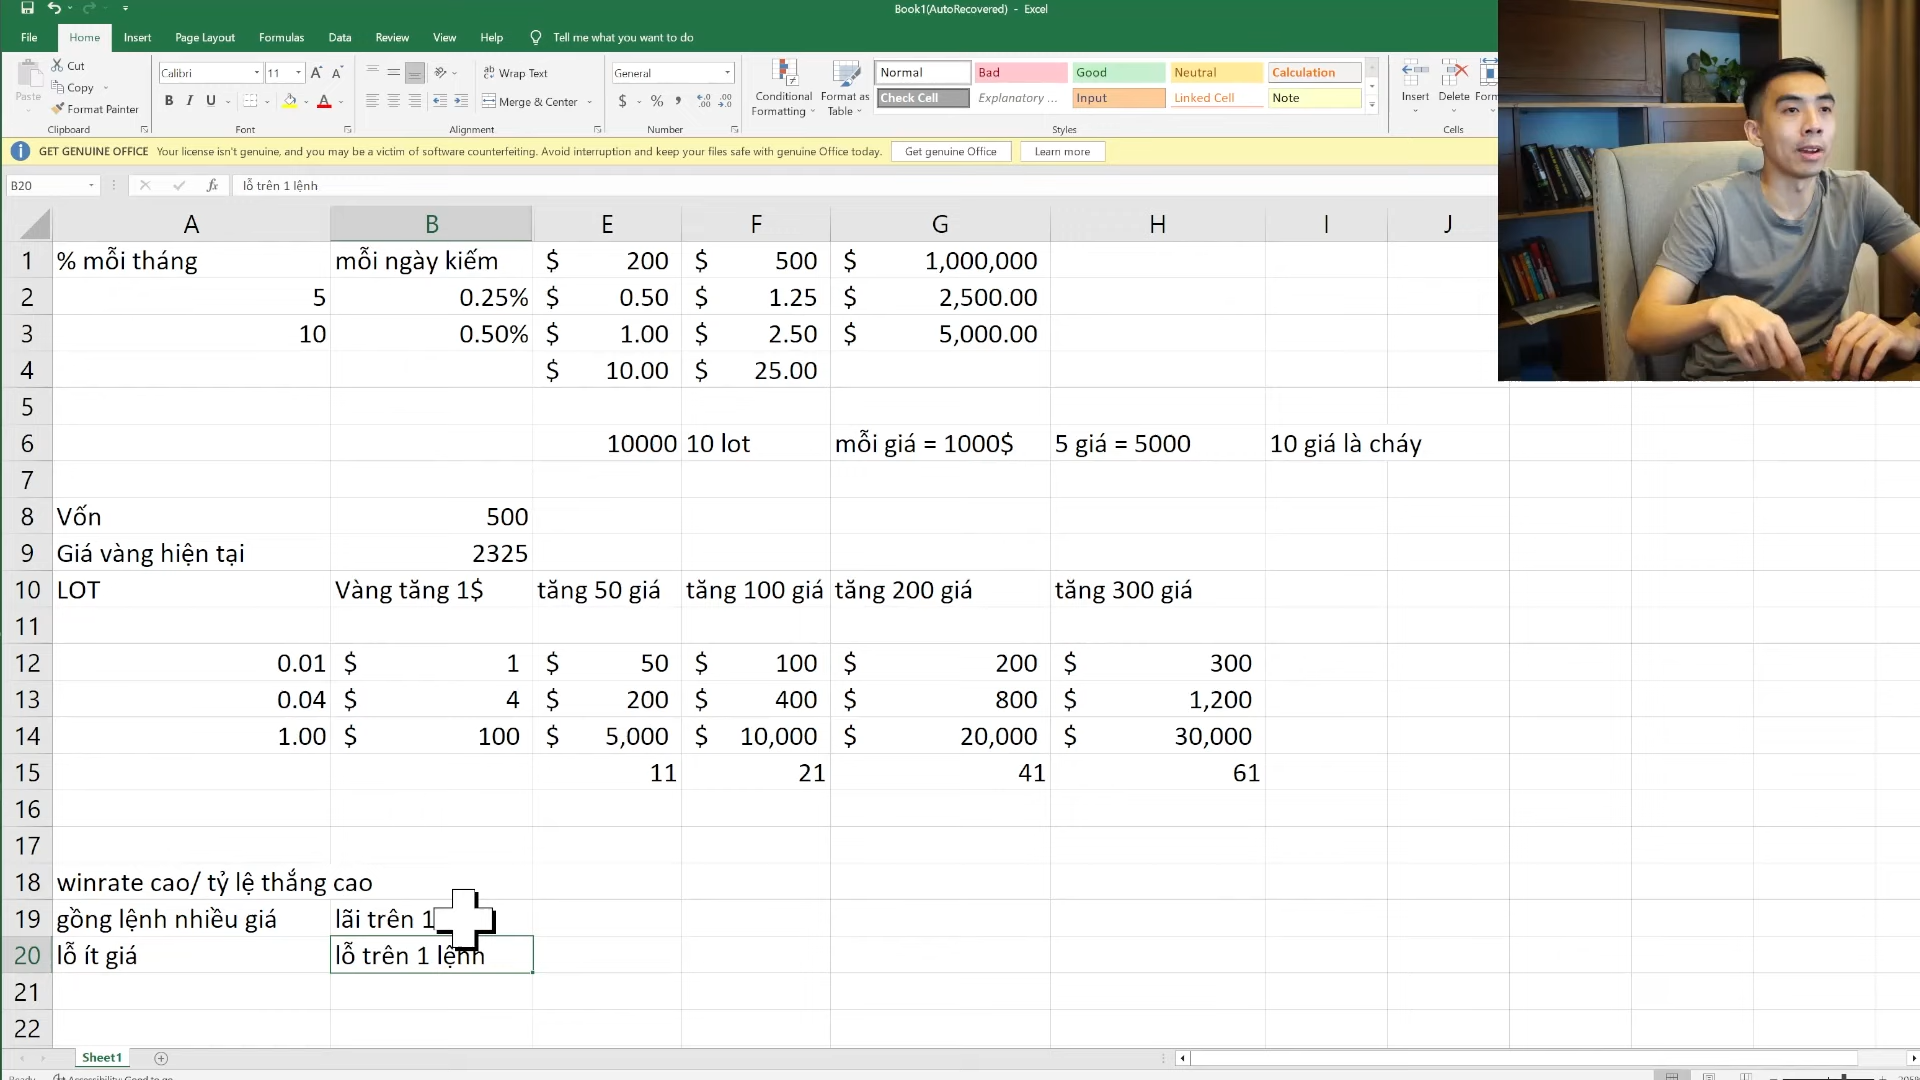 Book1(AutoRecovered) - Excel
File Home Insert Page Layout Formulas Data Review View Help Tell me what you want to do
Cut
Copy
Format Painter
Paste
Clipboard
Calibri 11
B I U
Font
Wrap Text
Merge & Center
Alignment
General
$ %
Number
Conditional Formatting
Format as Table
Normal Bad Good Neutral Calculation
Check Cell Explanatory ... Input Linked Cell Note
Styles
Insert Delete
Cells
GET GENUINE OFFICE Your license isn't genuine, and you may be a victim of software counterfeiting. Avoid interruption and keep your files safe with genuine Office today. Get genuine Office Learn more
B20 fx lỗ trên 1 lệnh
A B E F G H I J
1 % mỗi tháng mỗi ngày kiếm $ 200 $ 500 $ 1,000,000
2 5 0.25% $ 0.50 $ 1.25 $ 2,500.00
3 10 0.50% $ 1.00 $ 2.50 $ 5,000.00
4 $ 10.00 $ 25.00
5
6 10000 10 lot mỗi giá = 1000$ 5 giá = 5000 10 giá là cháy
7
8 Vốn 500
9 Giá vàng hiện tại 2325
10 LOT Vàng tăng 1$ tăng 50 giá tăng 100 giá tăng 200 giá tăng 300 giá
11
12 0.01 $ 1 $ 50 $ 100 $ 200 $ 300
13 0.04 $ 4 $ 200 $ 400 $ 800 $ 1,200
14 1.00 $ 100 $ 5,000 $ 10,000 $ 20,000 $ 30,000
15 11 21 41 61
16
17
18 winrate cao/ tỷ lệ thắng cao
19 gồng lệnh nhiều giá lãi trên 1
20 lỗ ít giá lỗ trên 1 lệnh
21
22
Sheet1